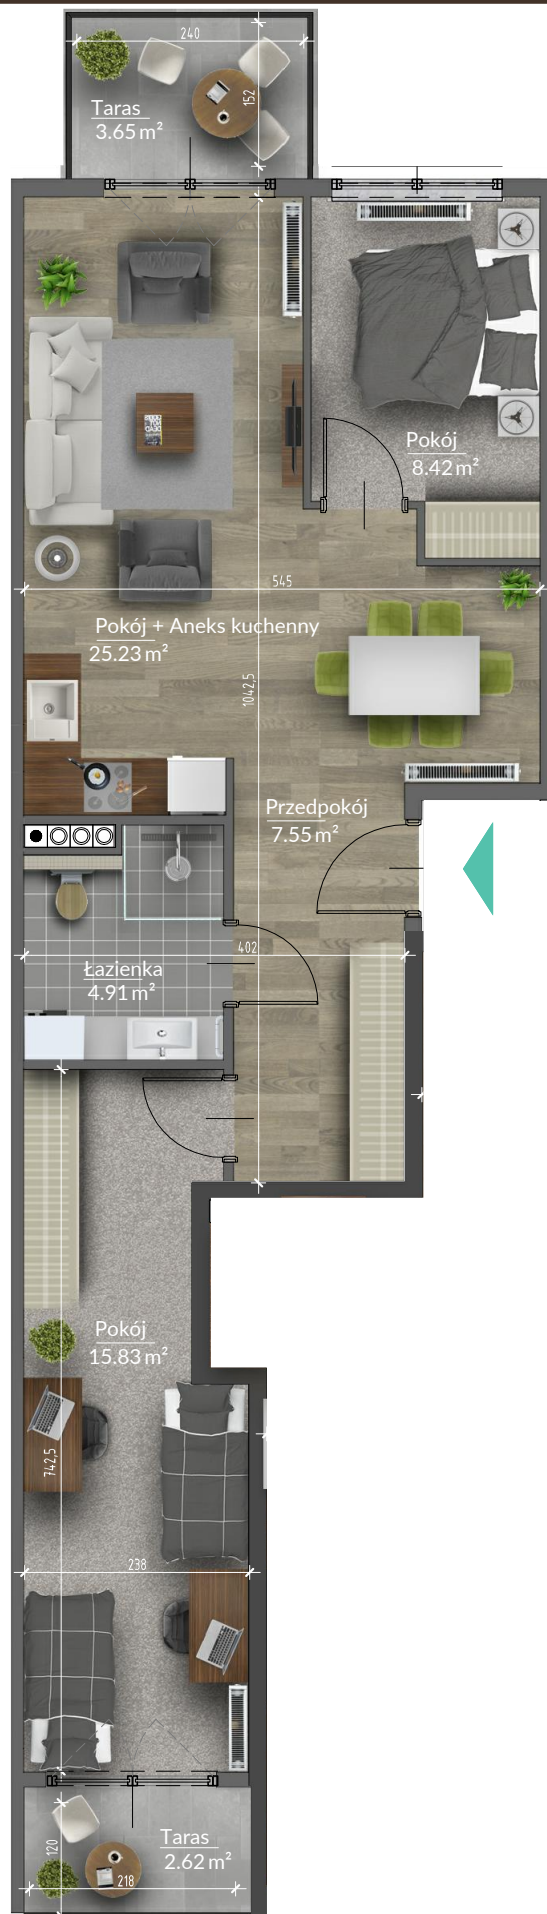 240
152
Taras
3.65 m²
Pokój
8.42 m²
545
Pokój + Aneks kuchenny
25.23 m²
1042,5
Przedpokój
7.55 m²
402
Łazienka
4.91 m²
Pokój
15.83 m²
742,5
238
Taras
2.62 m²
120
218